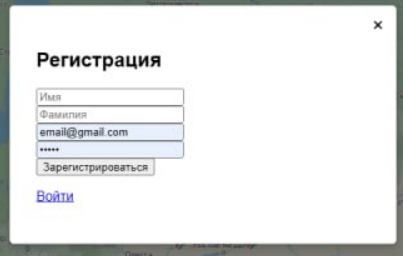 ×
Регистрация
Имя
Фамилия
email@gmail.com
•••••
Зарегистрироваться
Войти